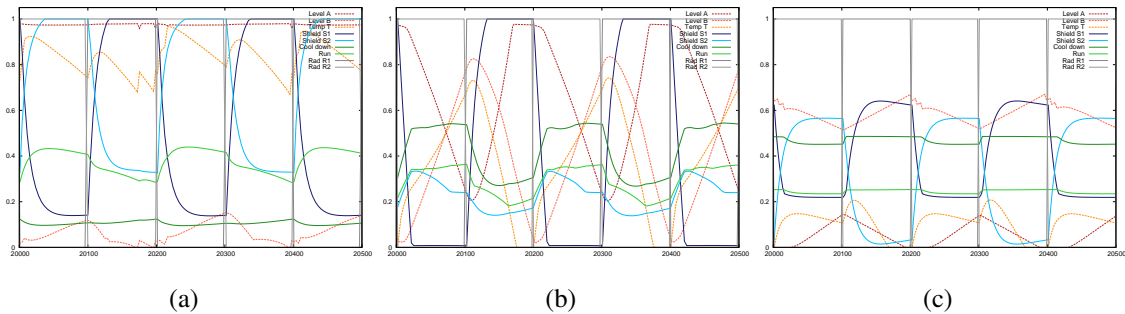 1
0.8
0.6
0.4
0.2
0
20000
20100
20200
20300
20400
20500
Level A
Level B
Temp T
Shield S1
Shield S2
Cool down
Run
Rad R1
Rad R2
(a)
1
0.8
0.6
0.4
0.2
0
20000
20100
20200
20300
20400
20500
Level A
Level B
Temp T
Shield S1
Shield S2
Cool down
Run
Rad R1
Rad R2
(b)
1
0.8
0.6
0.4
0.2
0
20000
20100
20200
20300
20400
20500
Level A
Level B
Temp T
Shield S1
Shield S2
Cool down
Run
Rad R1
Rad R2
(c)